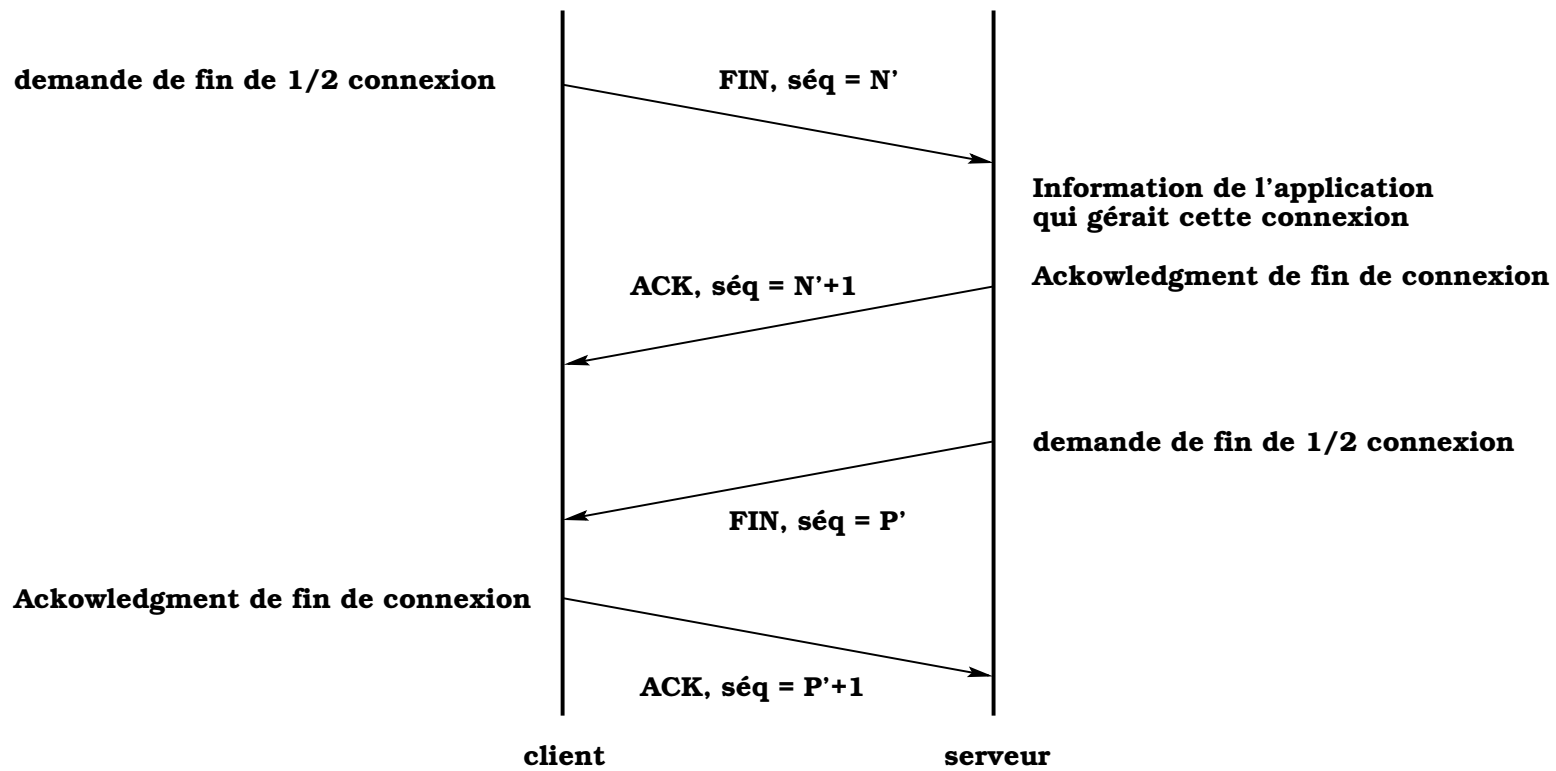 demande de fin de 1/2 connexion
FIN, séq = N’
Information de l’application
qui gérait cette connexion
ACK, séq = N’+1
Ackowledgment de fin de connexion
demande de fin de 1/2 connexion
FIN, séq = P’
Ackowledgment de fin de connexion
ACK, séq = P’+1
client
serveur